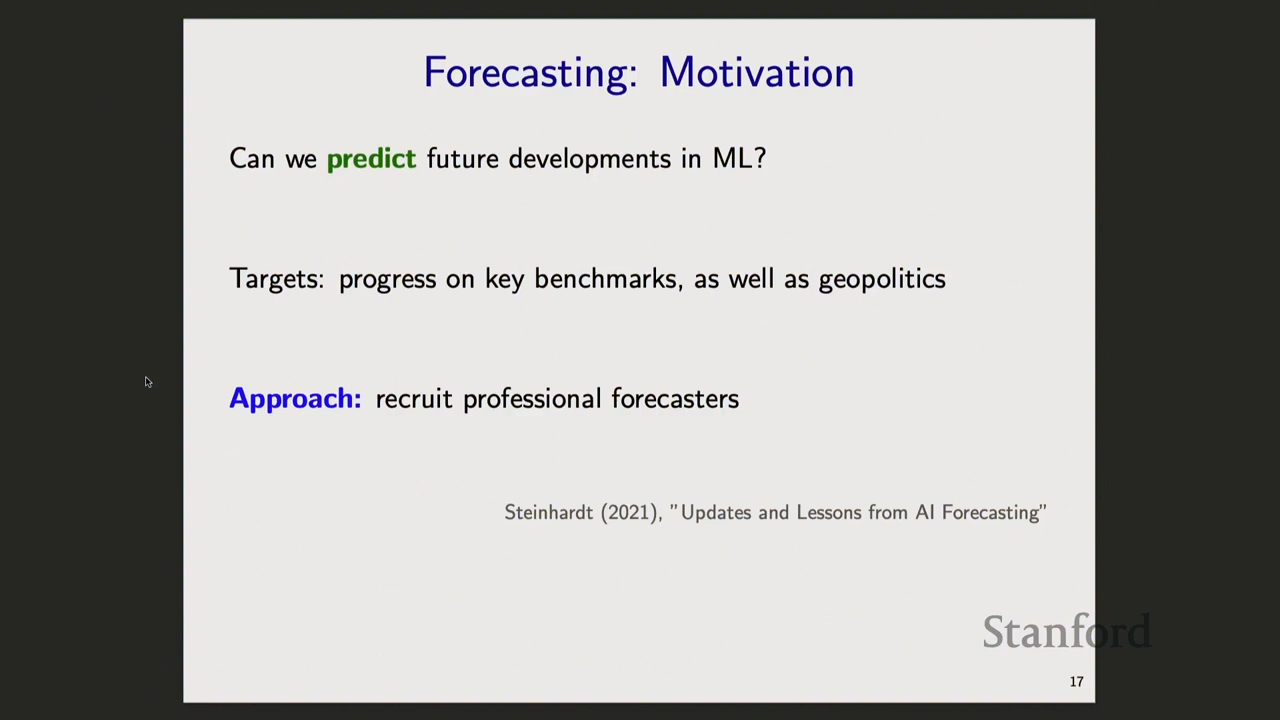 Forecasting: Motivation
Can we predict future developments in ML?
Targets: progress on key benchmarks, as well as geopolitics
Approach: recruit professional forecasters
Steinhardt (2021), "Updates and Lessons from AI Forecasting"
Stanford
17